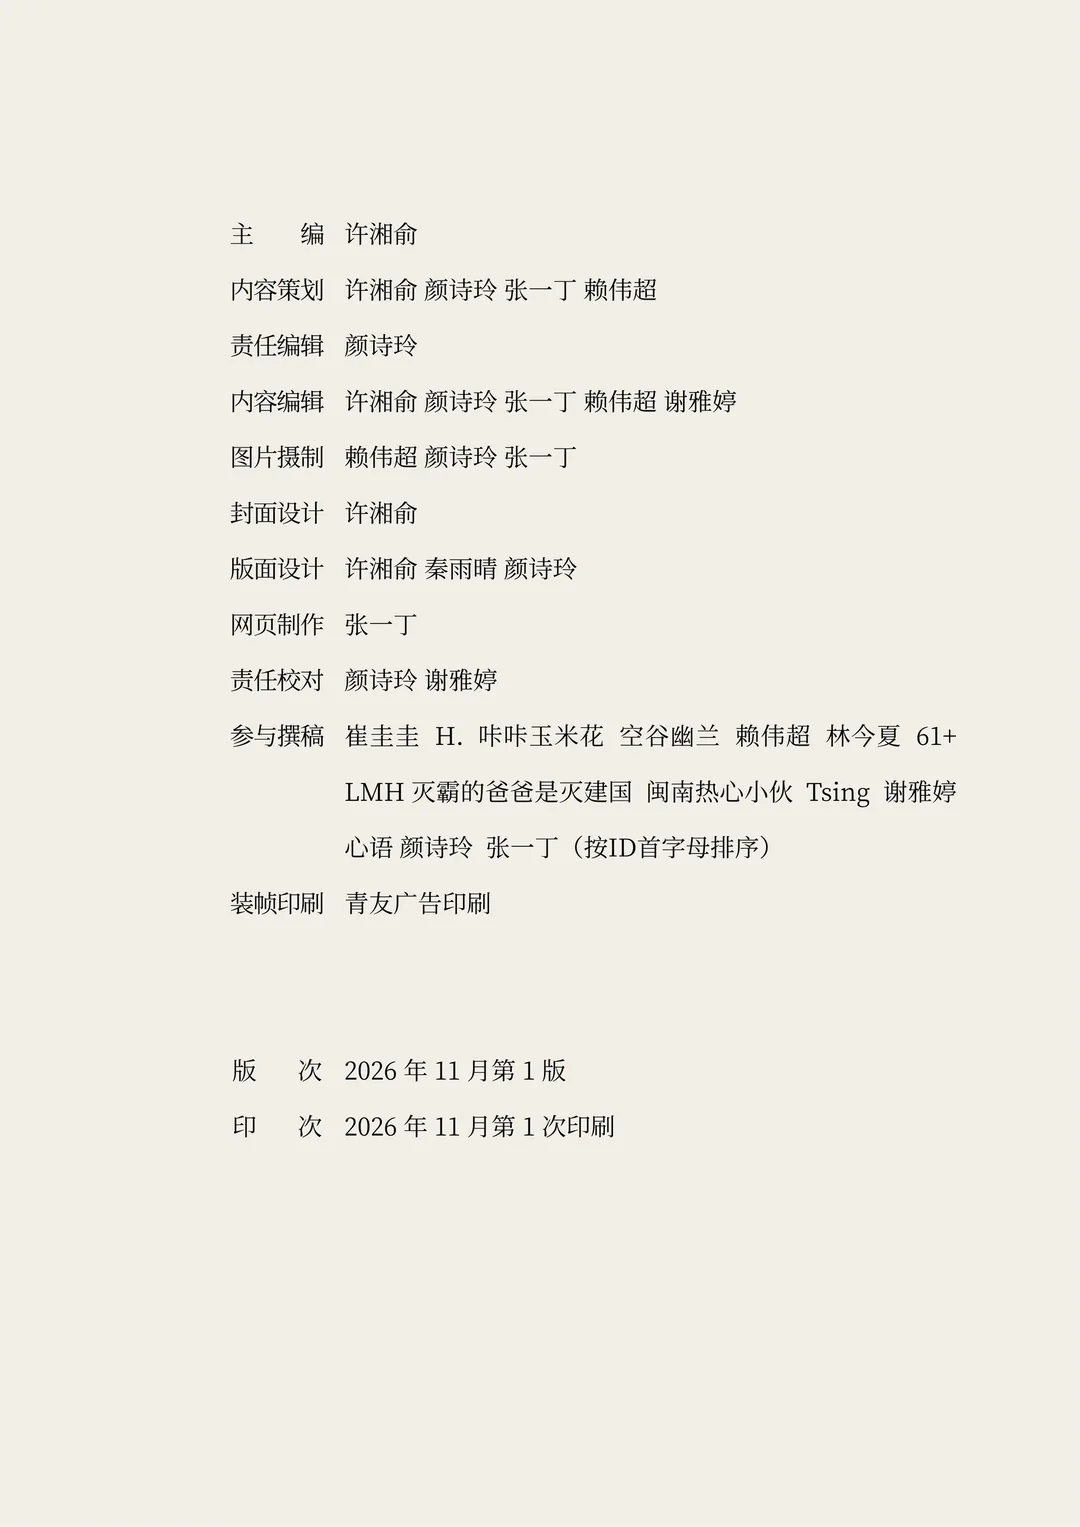 主　　编 许湘俞
内容策划 许湘俞 颜诗玲 张一丁 赖伟超
责任编辑 颜诗玲
内容编辑 许湘俞 颜诗玲 张一丁 赖伟超 谢雅婷
图片摄制 赖伟超 颜诗玲 张一丁
封面设计 许湘俞
版面设计 许湘俞 秦雨晴 颜诗玲
网页制作 张一丁
责任校对 颜诗玲 谢雅婷
参与撰稿 崔圭圭 H. 咔咔玉米花 空谷幽兰 赖伟超 林今夏 61+
LMH 灭霸的爸爸是灭建国 闽南热心小伙 Tsing 谢雅婷
心语 颜诗玲 张一丁（按ID首字母排序）
装帧印刷 青友广告印刷
版　　次 2026 年 11 月第 1 版
印　　次 2026 年 11 月第 1 次印刷